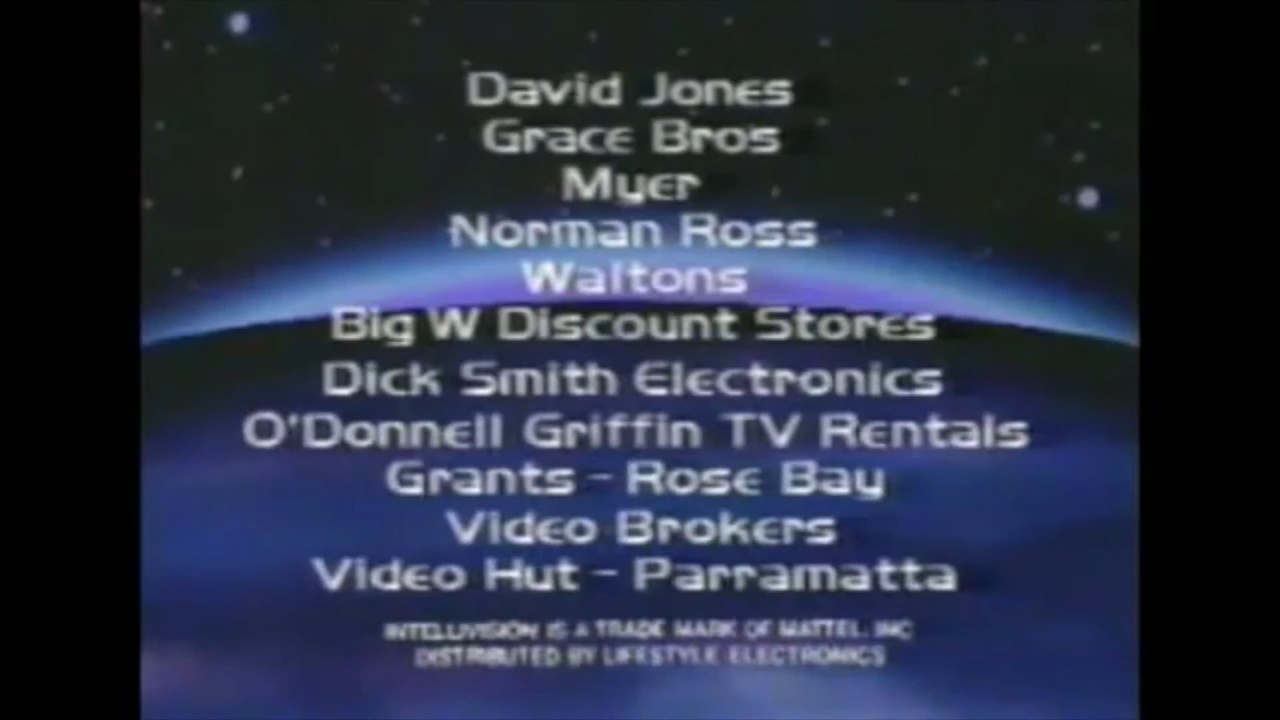 David Jones
Grace Bros
Myer
Norman Ross
Waltons
Big W Discount Stores
Dick Smith Electronics
O'Donnell Griffin TV Rentals
Grants - Rose Bay
Video Brokers
Video Hut - Parramatta
INTELLIVISION IS A TRADE MARK OF MATTEL, INC
DISTRIBUTED BY LIFESTYLE ELECTRONICS